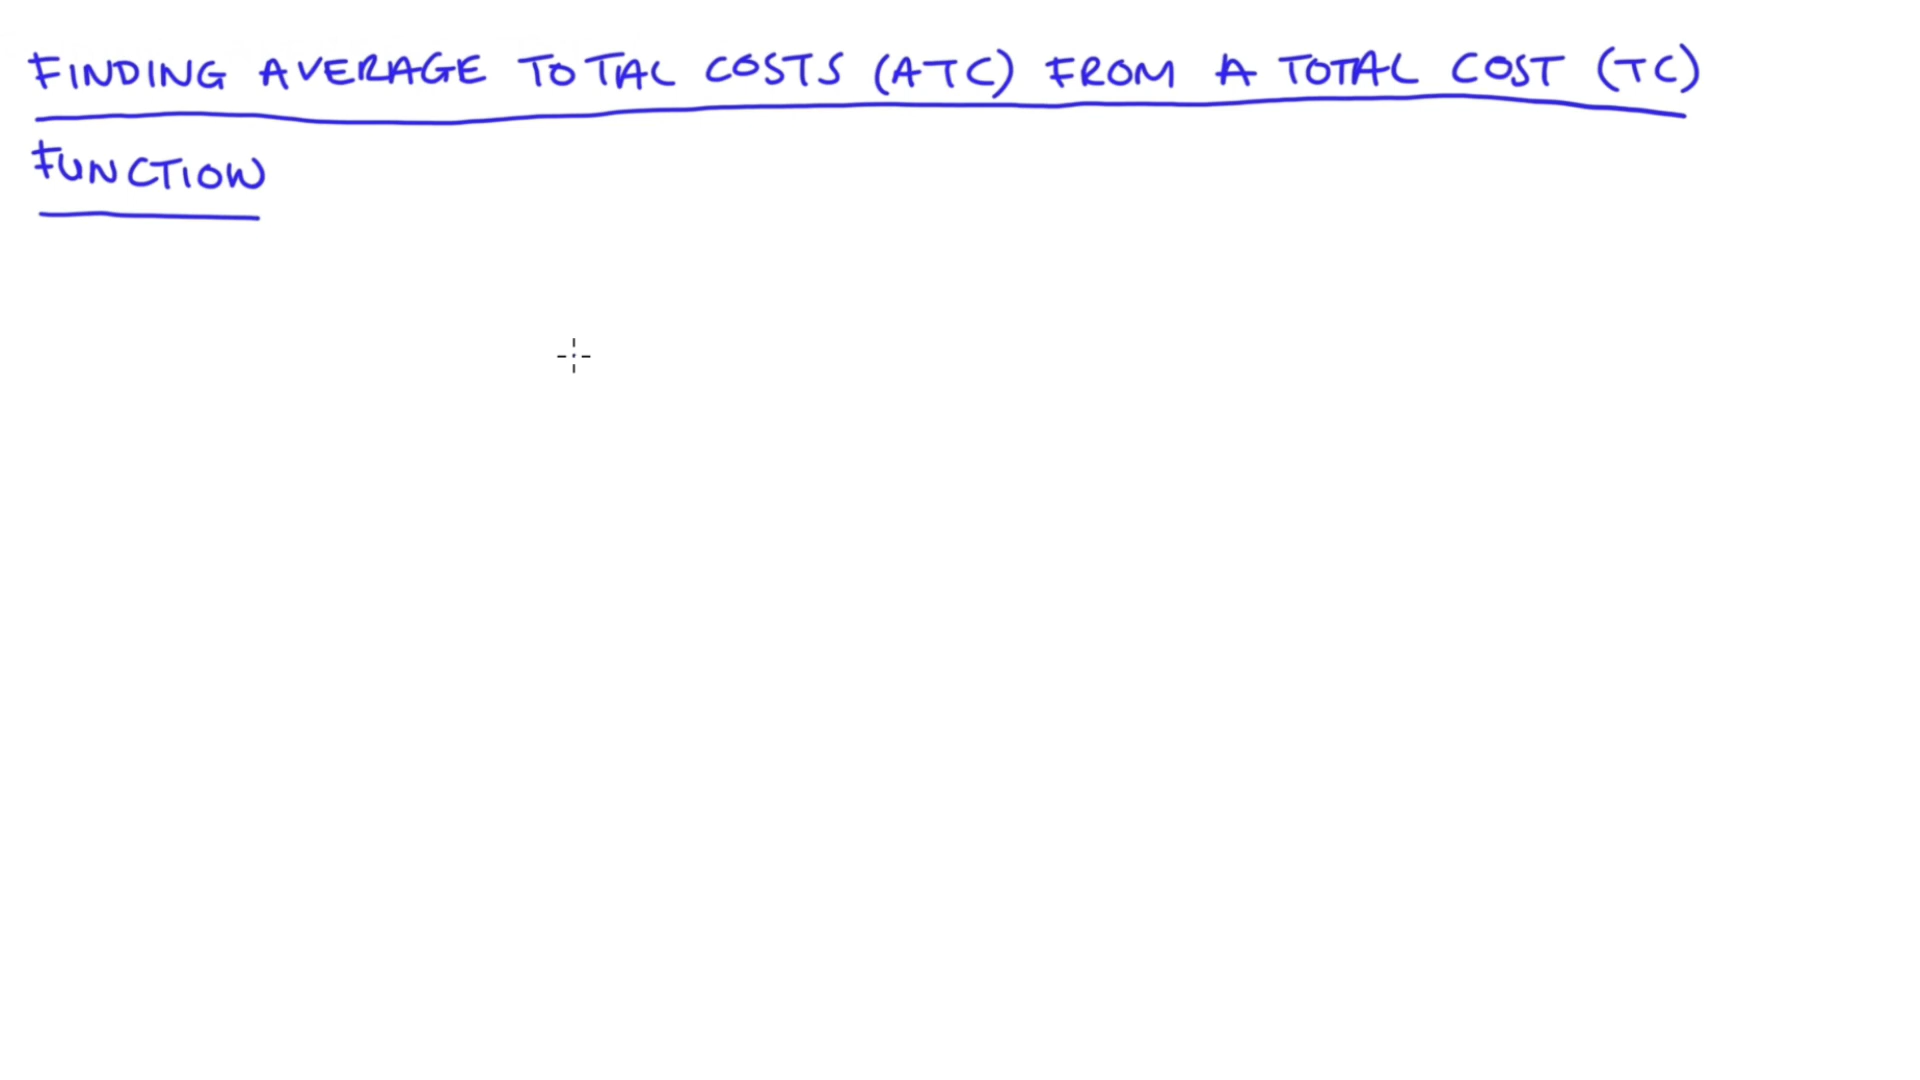 FINDING AVERAGE TOTAL COSTS (ATC) FROM A TOTAL COST (TC)
FUNCTION